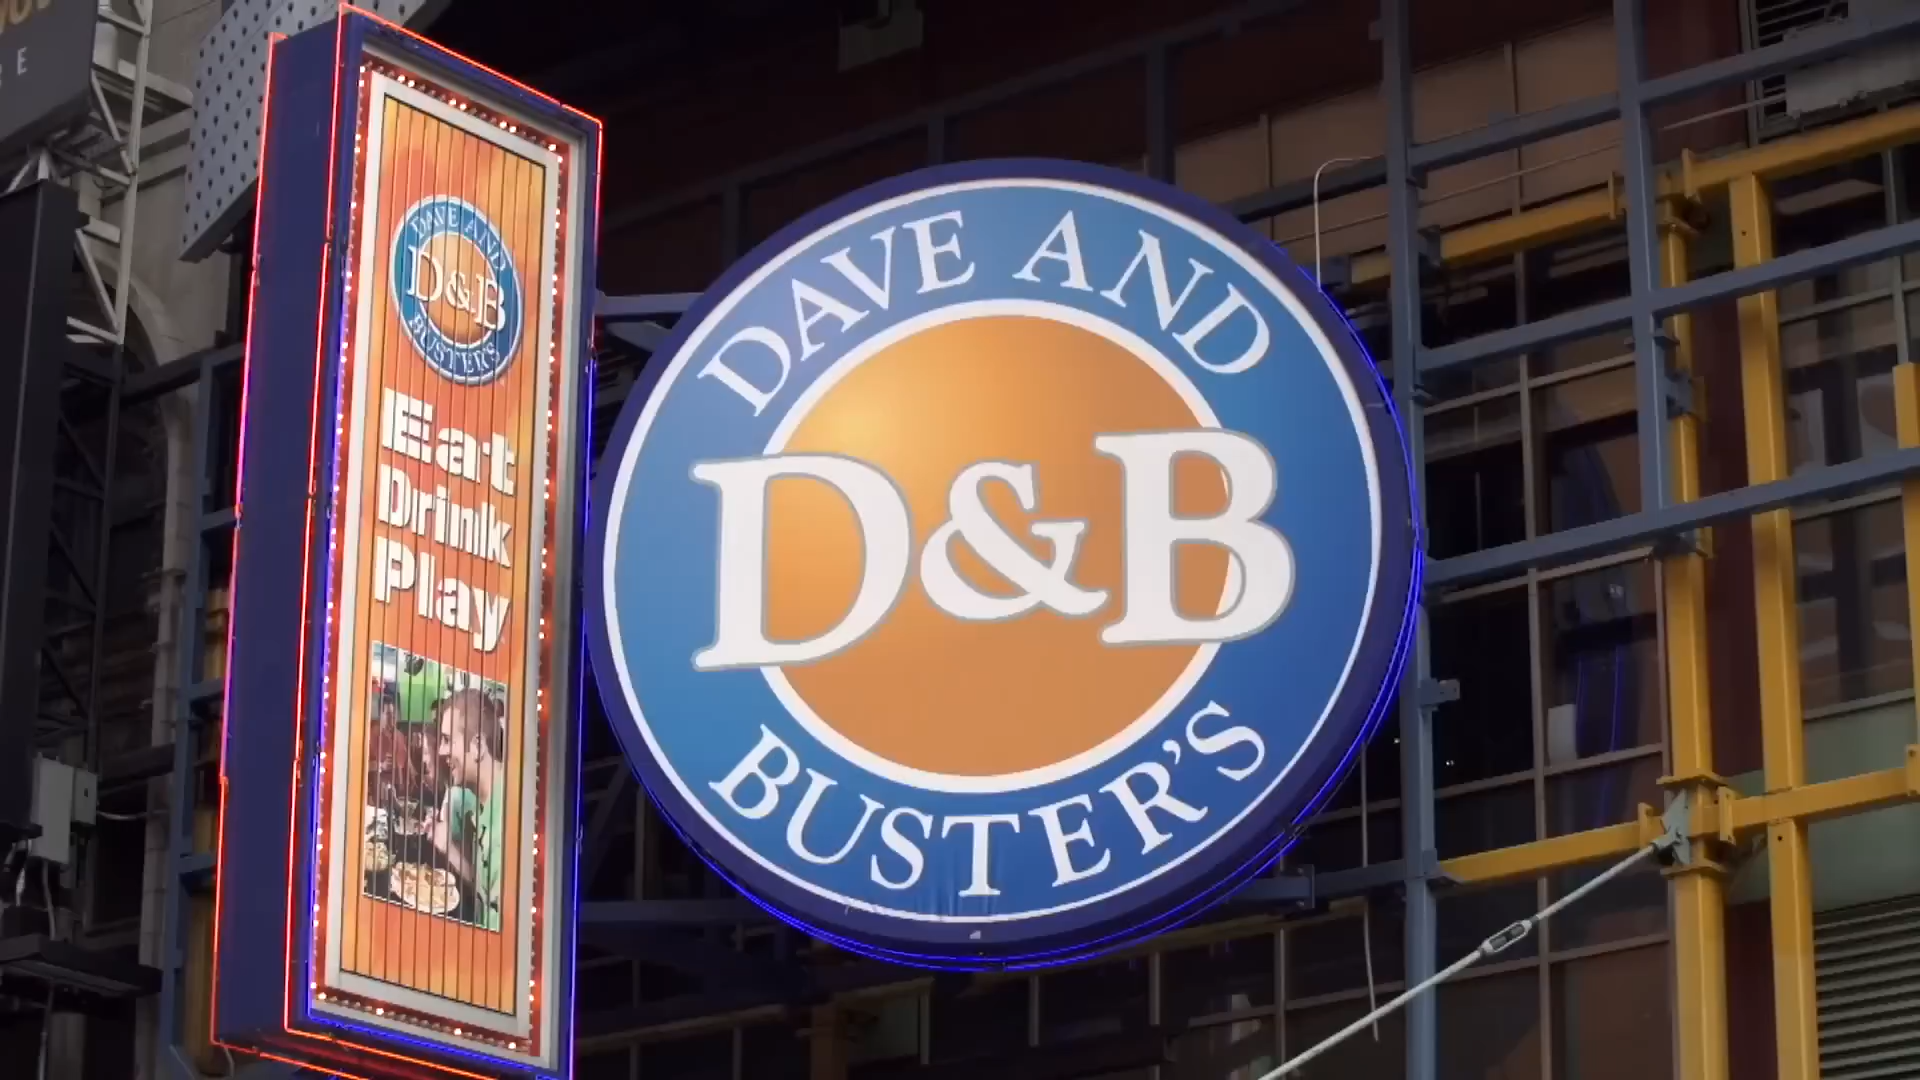 DAVE AND
D&B
BUSTER'S
Eat
Drink
Play
DAVE AND
D&B
BUSTER'S